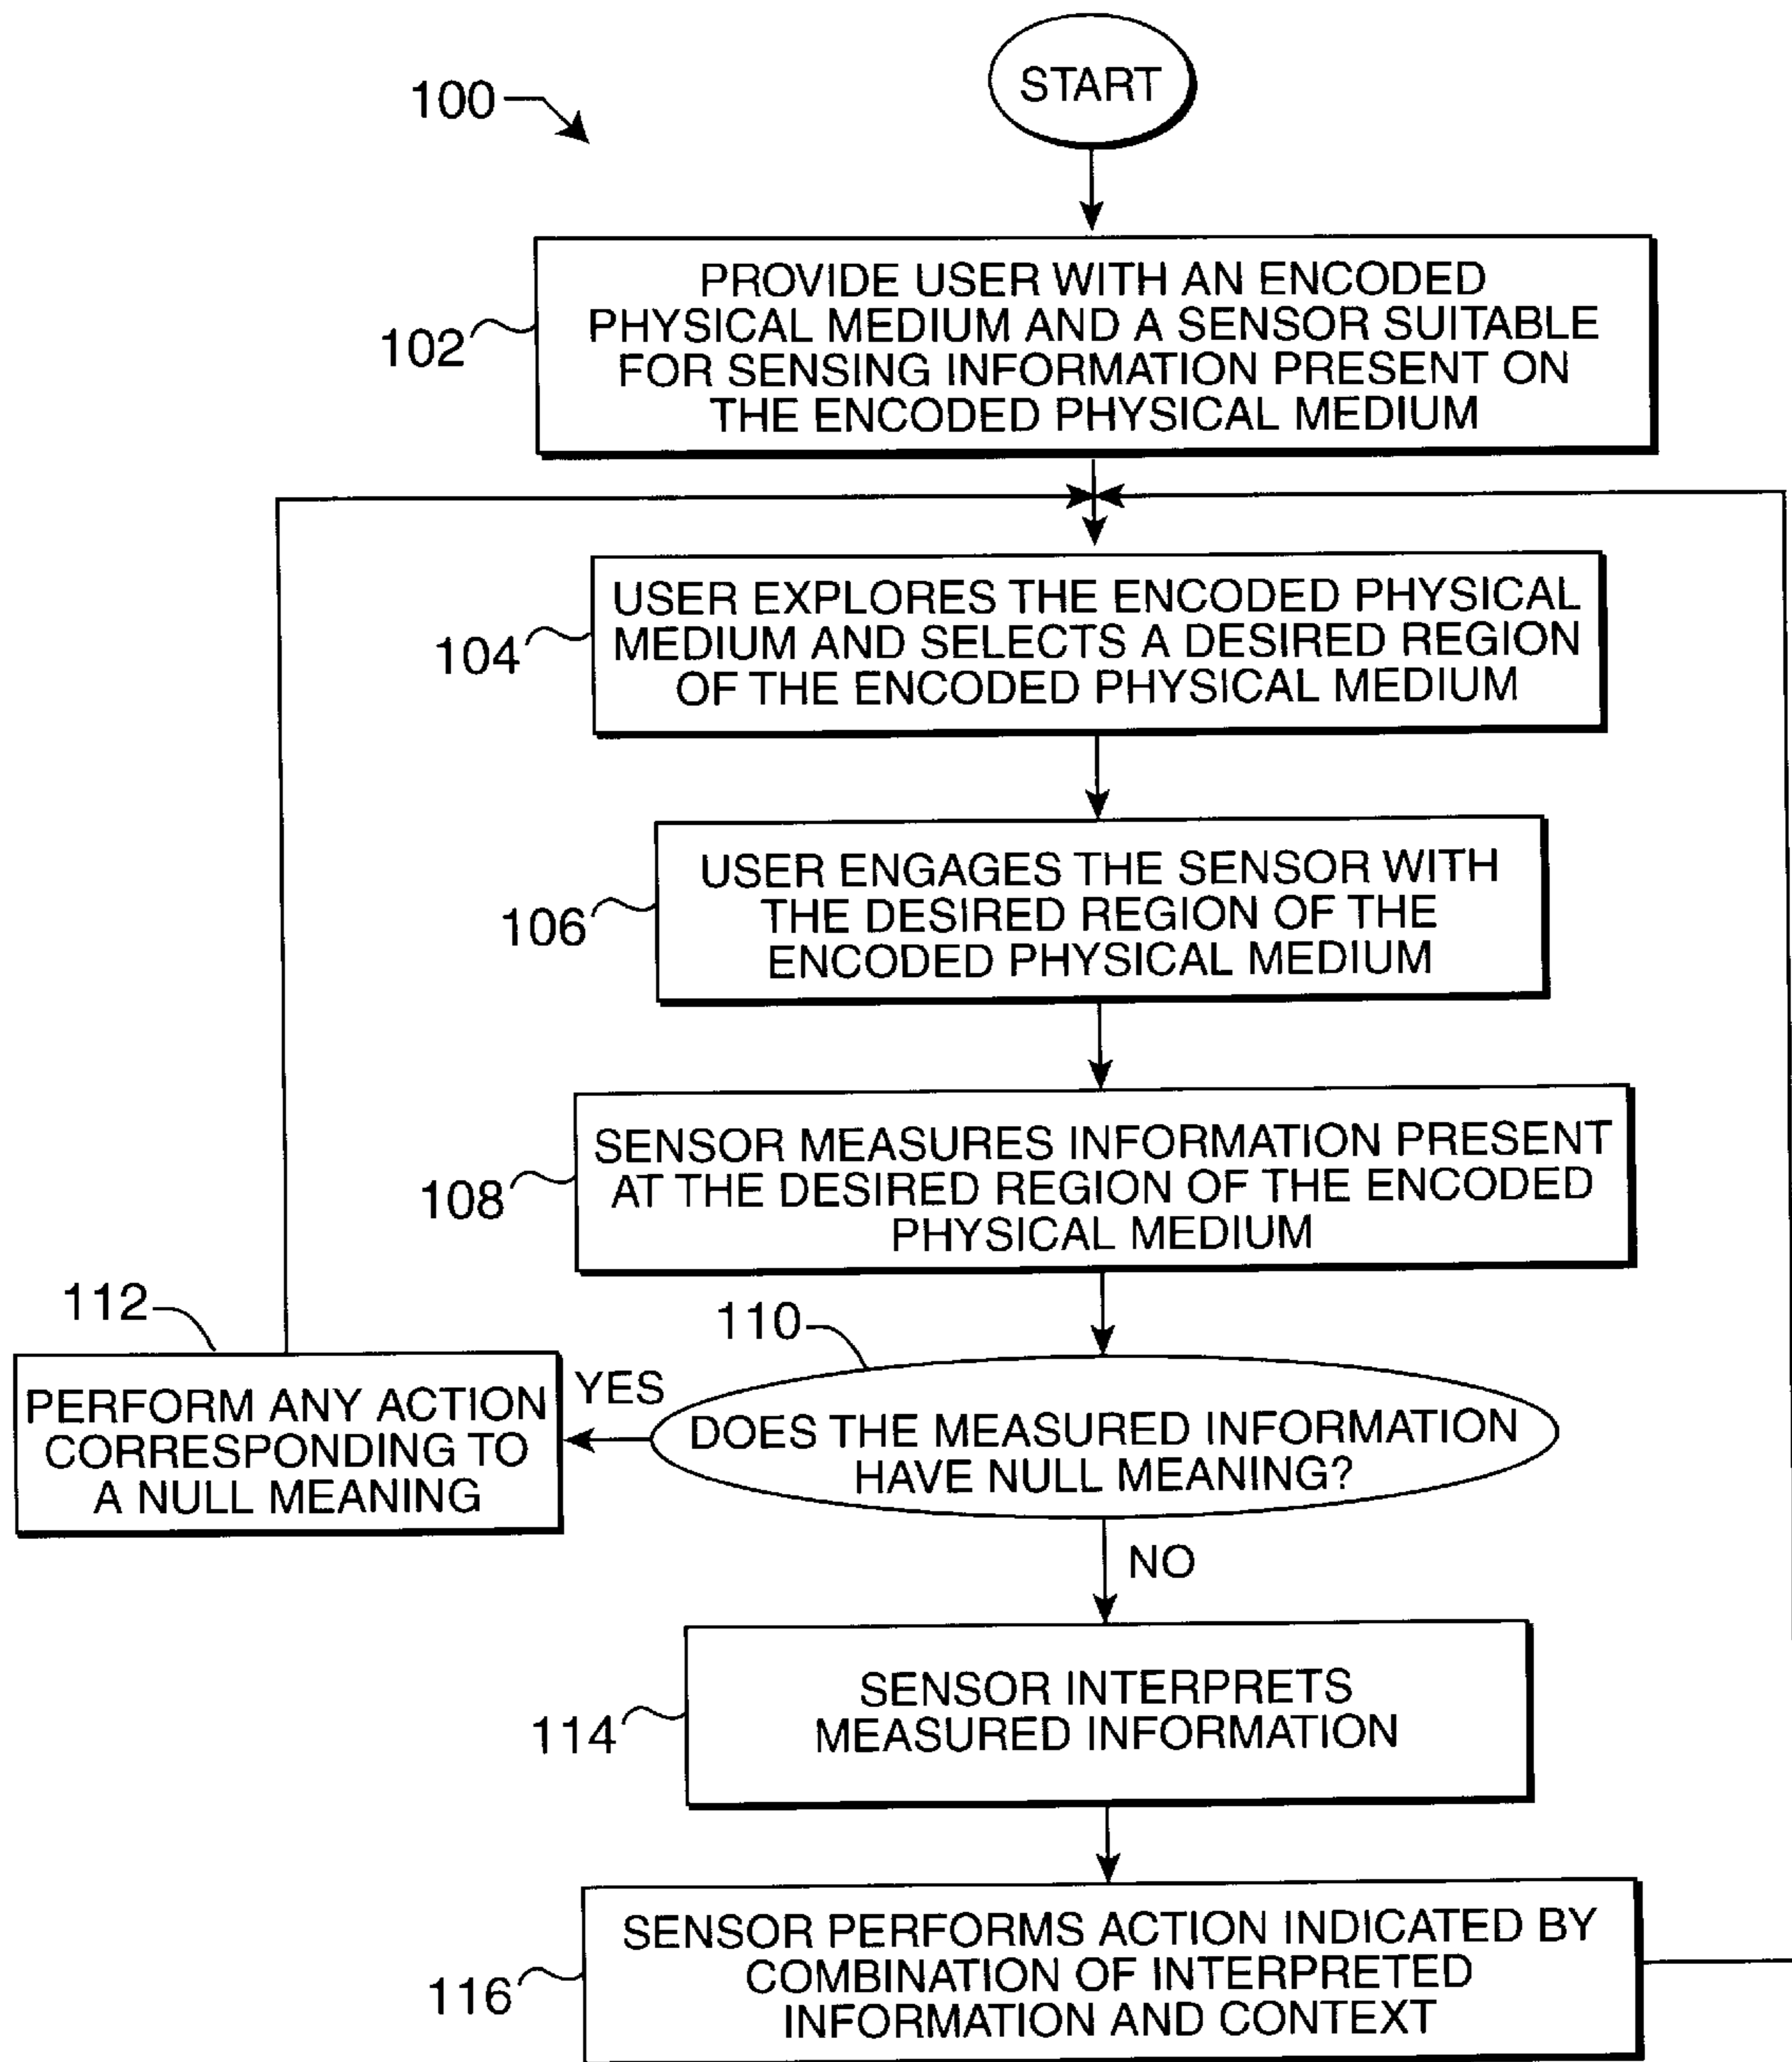 START
100
PROVIDE USER WITH AN ENCODED
PHYSICAL MEDIUM AND A SENSOR SUITABLE
FOR SENSING INFORMATION PRESENT ON
THE ENCODED PHYSICAL MEDIUM
102
USER EXPLORES THE ENCODED PHYSICAL
MEDIUM AND SELECTS A DESIRED REGION
OF THE ENCODED PHYSICAL MEDIUM
104
USER ENGAGES THE SENSOR WITH
THE DESIRED REGION OF THE
ENCODED PHYSICAL MEDIUM
106
SENSOR MEASURES INFORMATION PRESENT
AT THE DESIRED REGION OF THE ENCODED
PHYSICAL MEDIUM
108
112
110
PERFORM ANY ACTION
CORRESPONDING TO
A NULL MEANING
YES
DOES THE MEASURED INFORMATION
HAVE NULL MEANING?
NO
SENSOR INTERPRETS
MEASURED INFORMATION
114
SENSOR PERFORMS ACTION INDICATED BY
COMBINATION OF INTERPRETED
INFORMATION AND CONTEXT
116